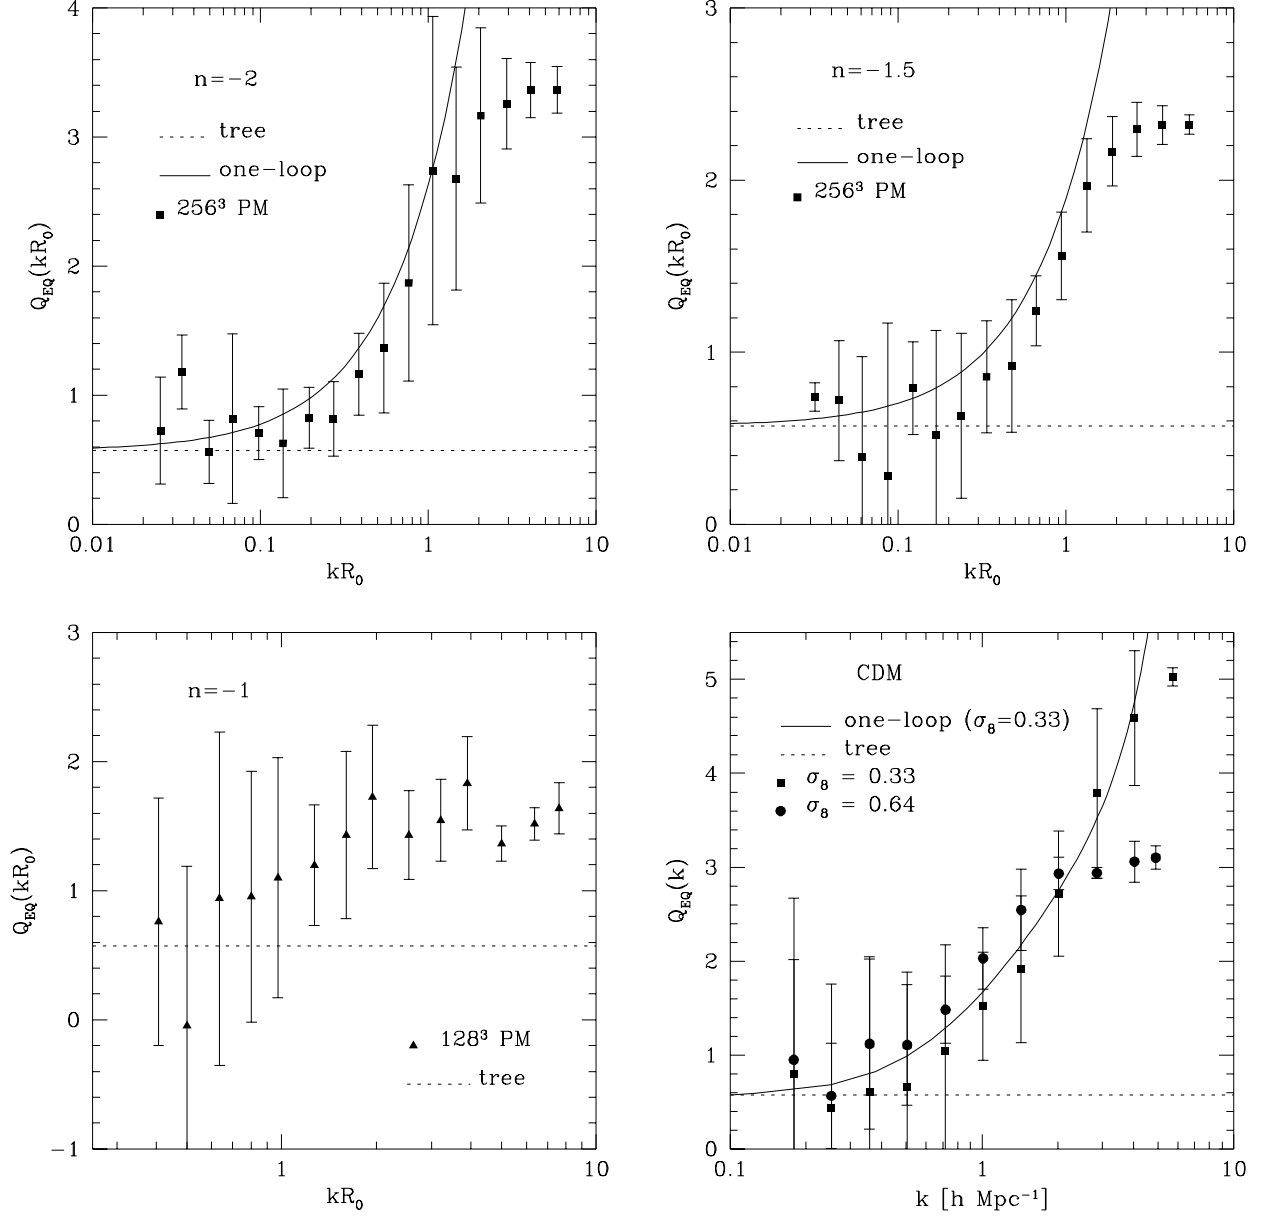 4
3
2
1
0
Q_EQ(kR_0)
n=−2
tree
one−loop
256³ PM
0.01
0.1
1
10
kR_0
3
2
1
0
Q_EQ(kR_0)
n=−1.5
tree
one−loop
256³ PM
0.01
0.1
1
10
kR_0
3
2
1
0
−1
Q_EQ(kR_0)
n=−1
128³ PM
tree
1
10
kR_0
5
4
3
2
1
0
Q_EQ(k)
CDM
one−loop (σ_8=0.33)
tree
σ_8 = 0.33
σ_8 = 0.64
0.1
1
10
k [h Mpc⁻¹]